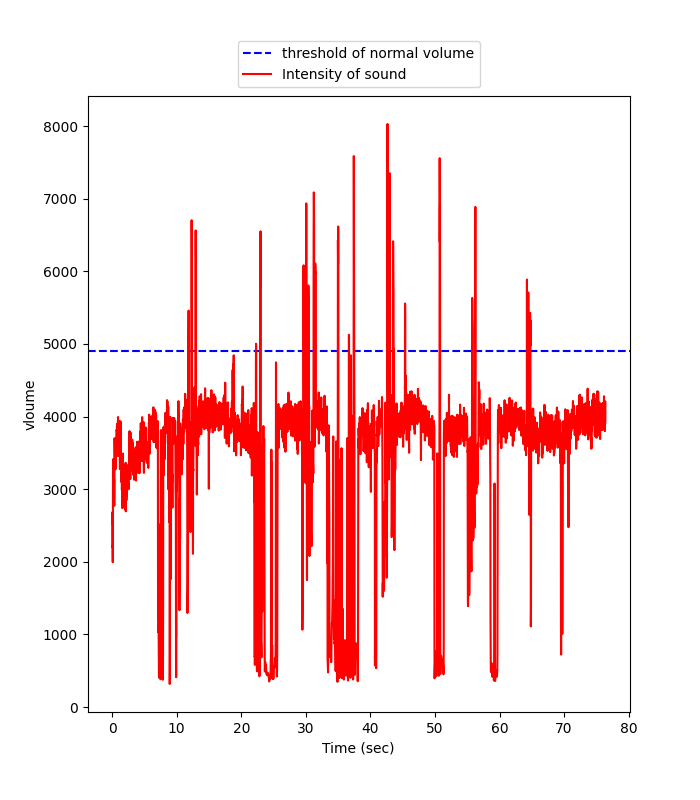 threshold of normal volume
Intensity of sound
8000
7000
6000
5000
4000
3000
2000
1000
0
vloume
0 10 20 30 40 50 60 70 80
Time (sec)